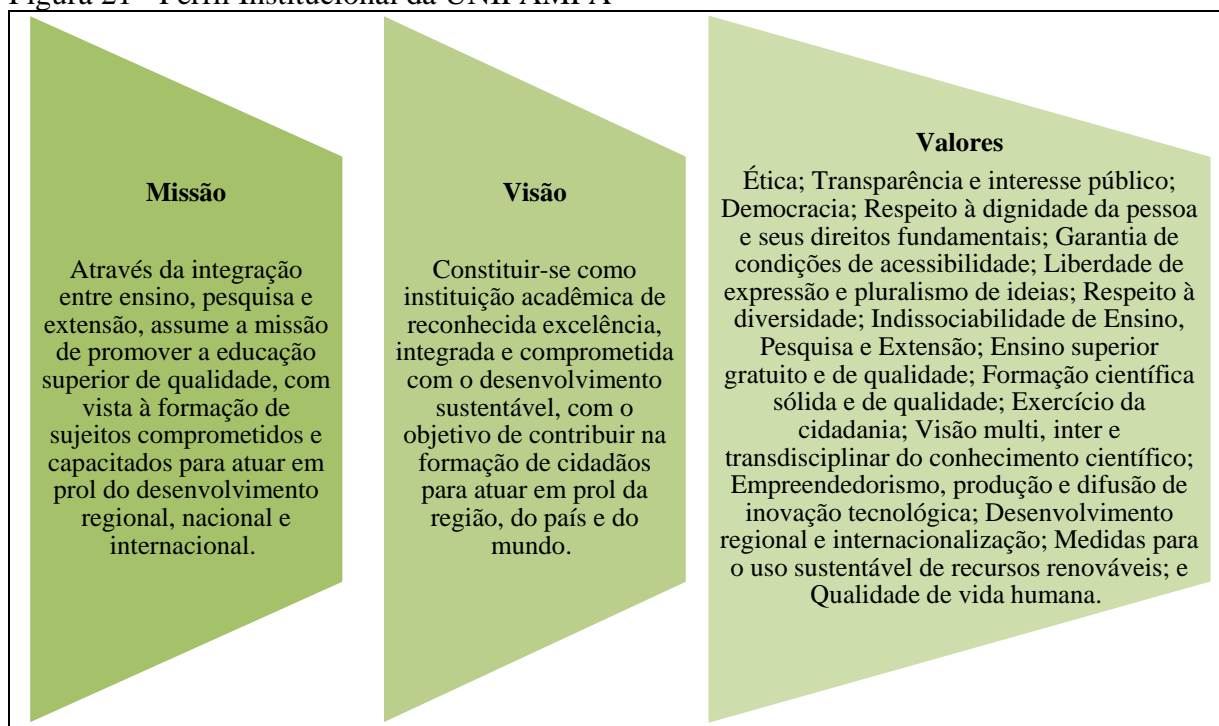 Figura 21 - Perfil Institucional da UNIPAMPA
Missão
Através da integração
entre ensino, pesquisa e
extensão, assume a missão
de promover a educação
superior de qualidade, com
vista à formação de
sujeitos comprometidos e
capacitados para atuar em
prol do desenvolvimento
regional, nacional e
internacional.
Visão
Constituir-se como
instituição acadêmica de
reconhecida excelência,
integrada e comprometida
com o desenvolvimento
sustentável, com o
objetivo de contribuir na
formação de cidadãos
para atuar em prol da
região, do país e do
mundo.
Valores
Ética; Transparência e interesse público;
Democracia; Respeito à dignidade da pessoa
e seus direitos fundamentais; Garantia de
condições de acessibilidade; Liberdade de
expressão e pluralismo de ideias; Respeito à
diversidade; Indissociabilidade de Ensino,
Pesquisa e Extensão; Ensino superior
gratuito e de qualidade; Formação científica
sólida e de qualidade; Exercício da
cidadania; Visão multi, inter e
transdisciplinar do conhecimento científico;
Empreendedorismo, produção e difusão de
inovação tecnológica; Desenvolvimento
regional e internacionalização; Medidas para
o uso sustentável de recursos renováveis; e
Qualidade de vida humana.